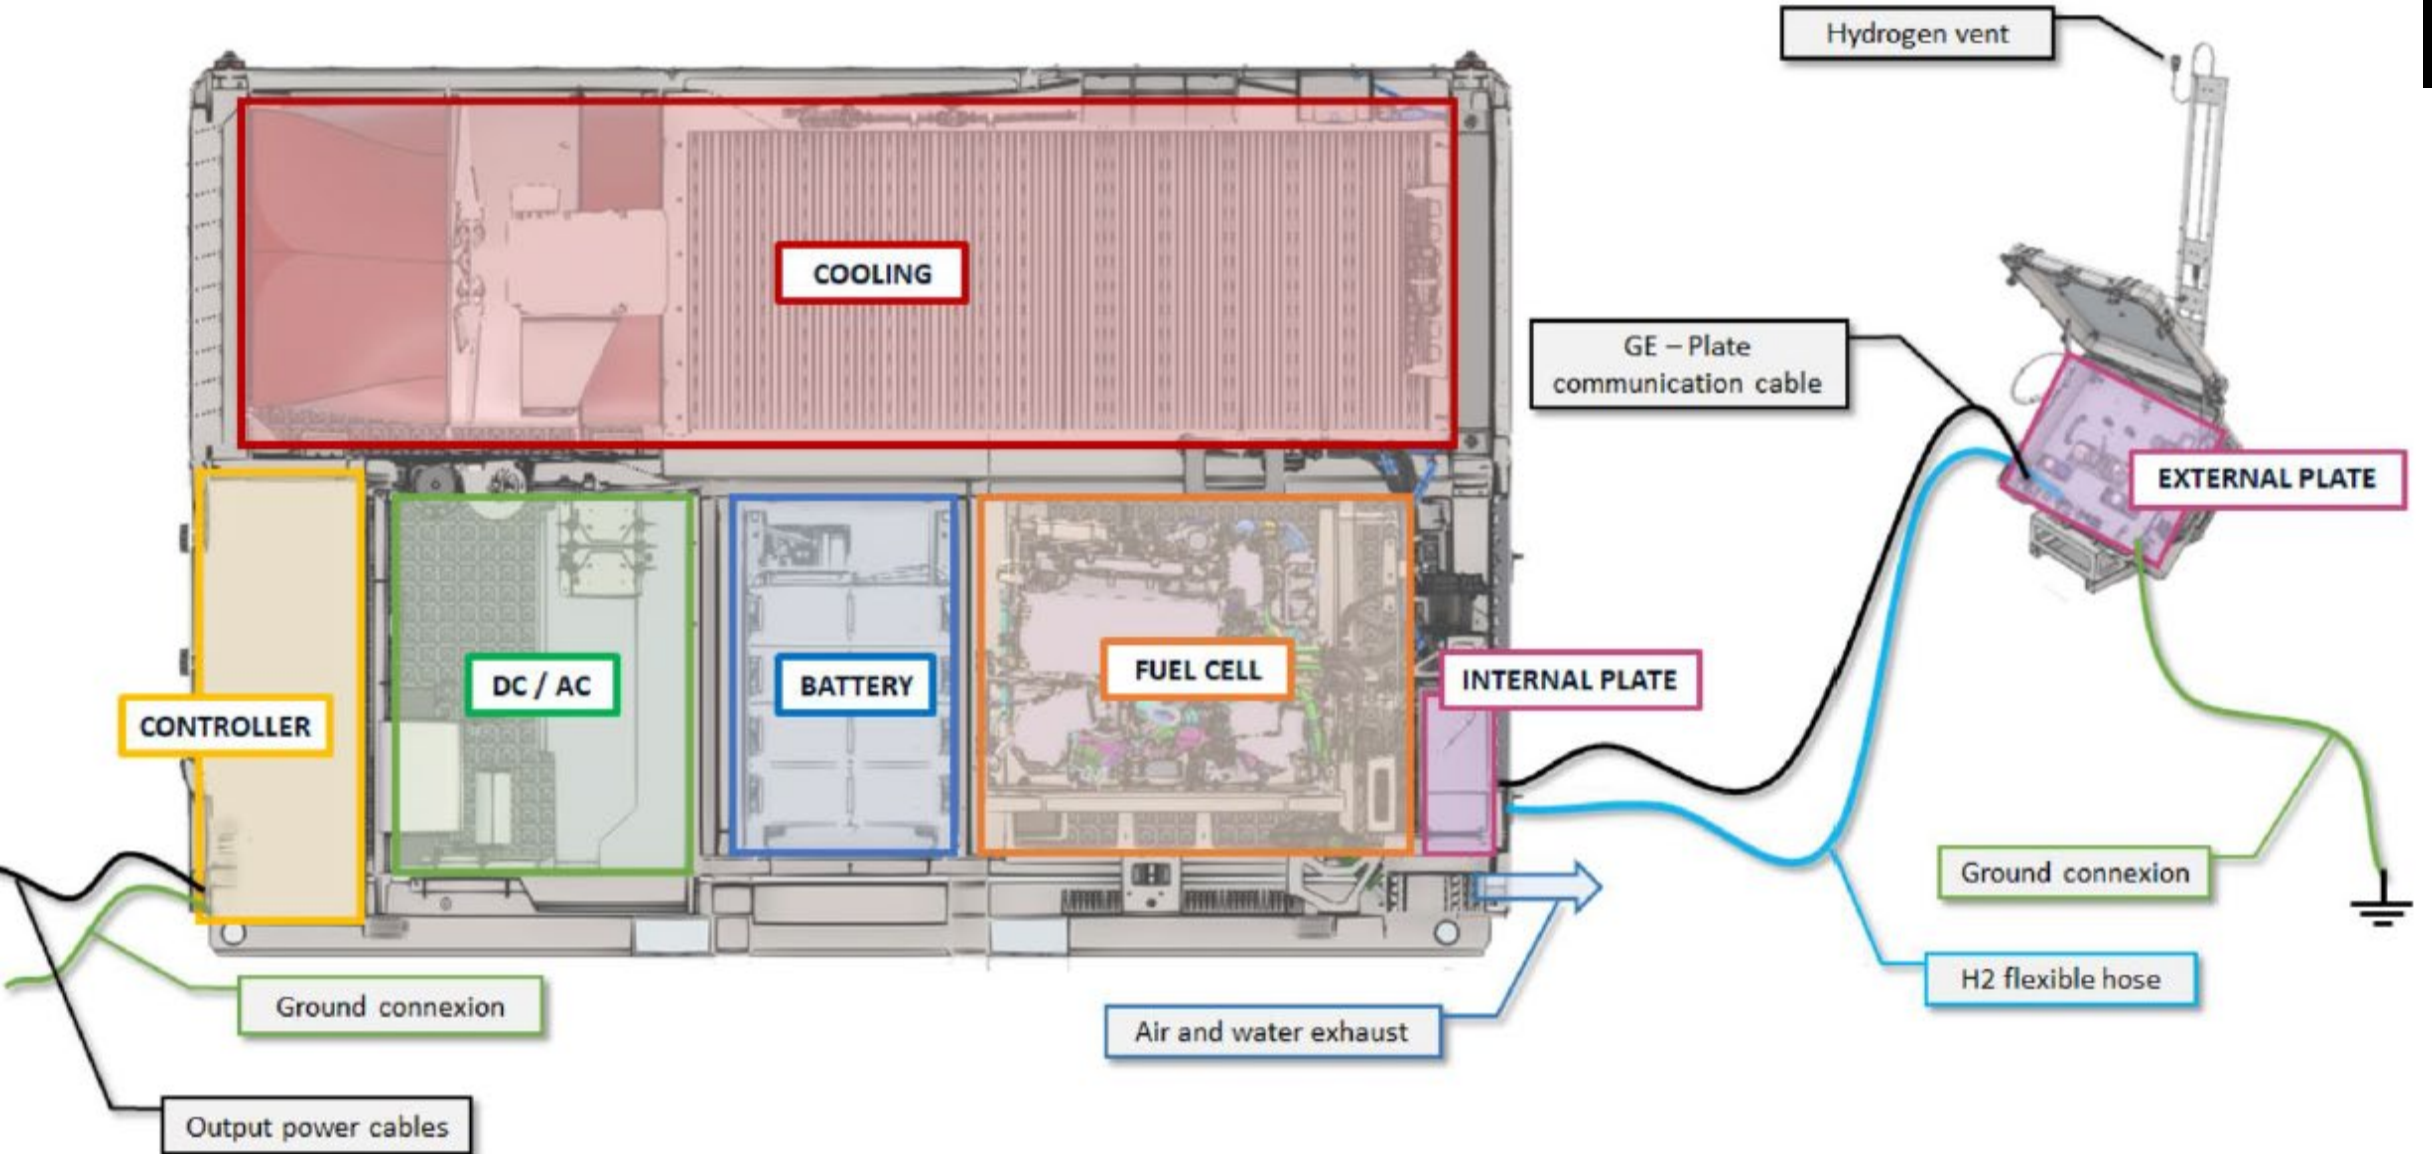 Hydrogen vent
COOLING
GE – Plate
communication cable
EXTERNAL PLATE
FUEL CELL
DC / AC
BATTERY
INTERNAL PLATE
CONTROLLER
Ground connexion
H2 flexible hose
Ground connexion
Air and water exhaust
Output power cables